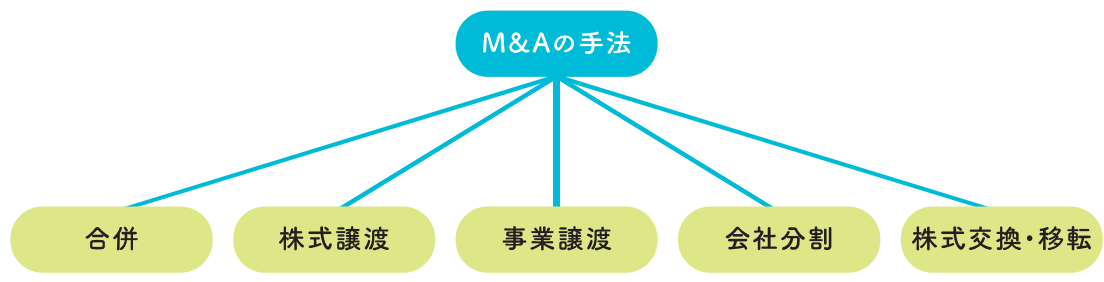 M&Aの手法
合併
株式譲渡
事業譲渡
会社分割
株式交換・移転